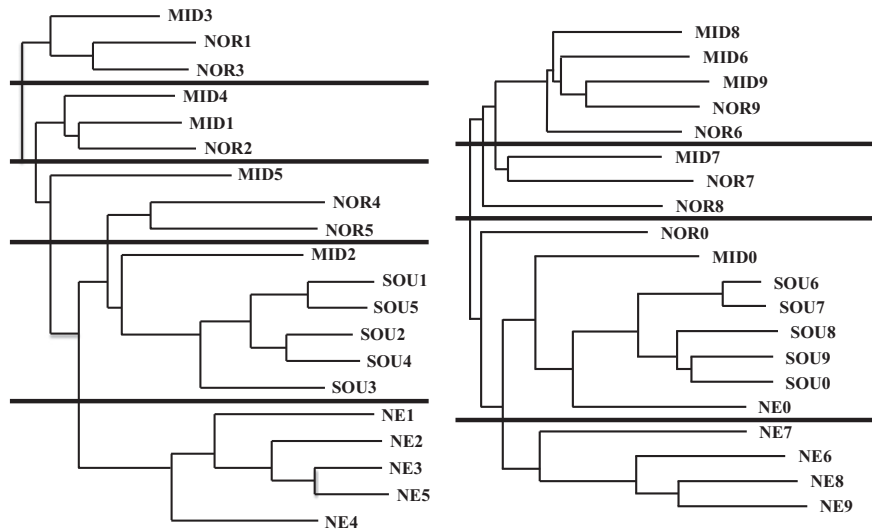 MID3
NOR1
NOR3
MID4
MID1
NOR2
MID5
NOR4
NOR5
MID2
SOU1
SOU5
SOU2
SOU4
SOU3
NE1
NE2
NE3
NE5
NE4
MID8
MID6
MID9
NOR9
NOR6
MID7
NOR7
NOR8
NOR0
MID0
SOU6
SOU7
SOU8
SOU9
SOU0
NE0
NE7
NE6
NE8
NE9